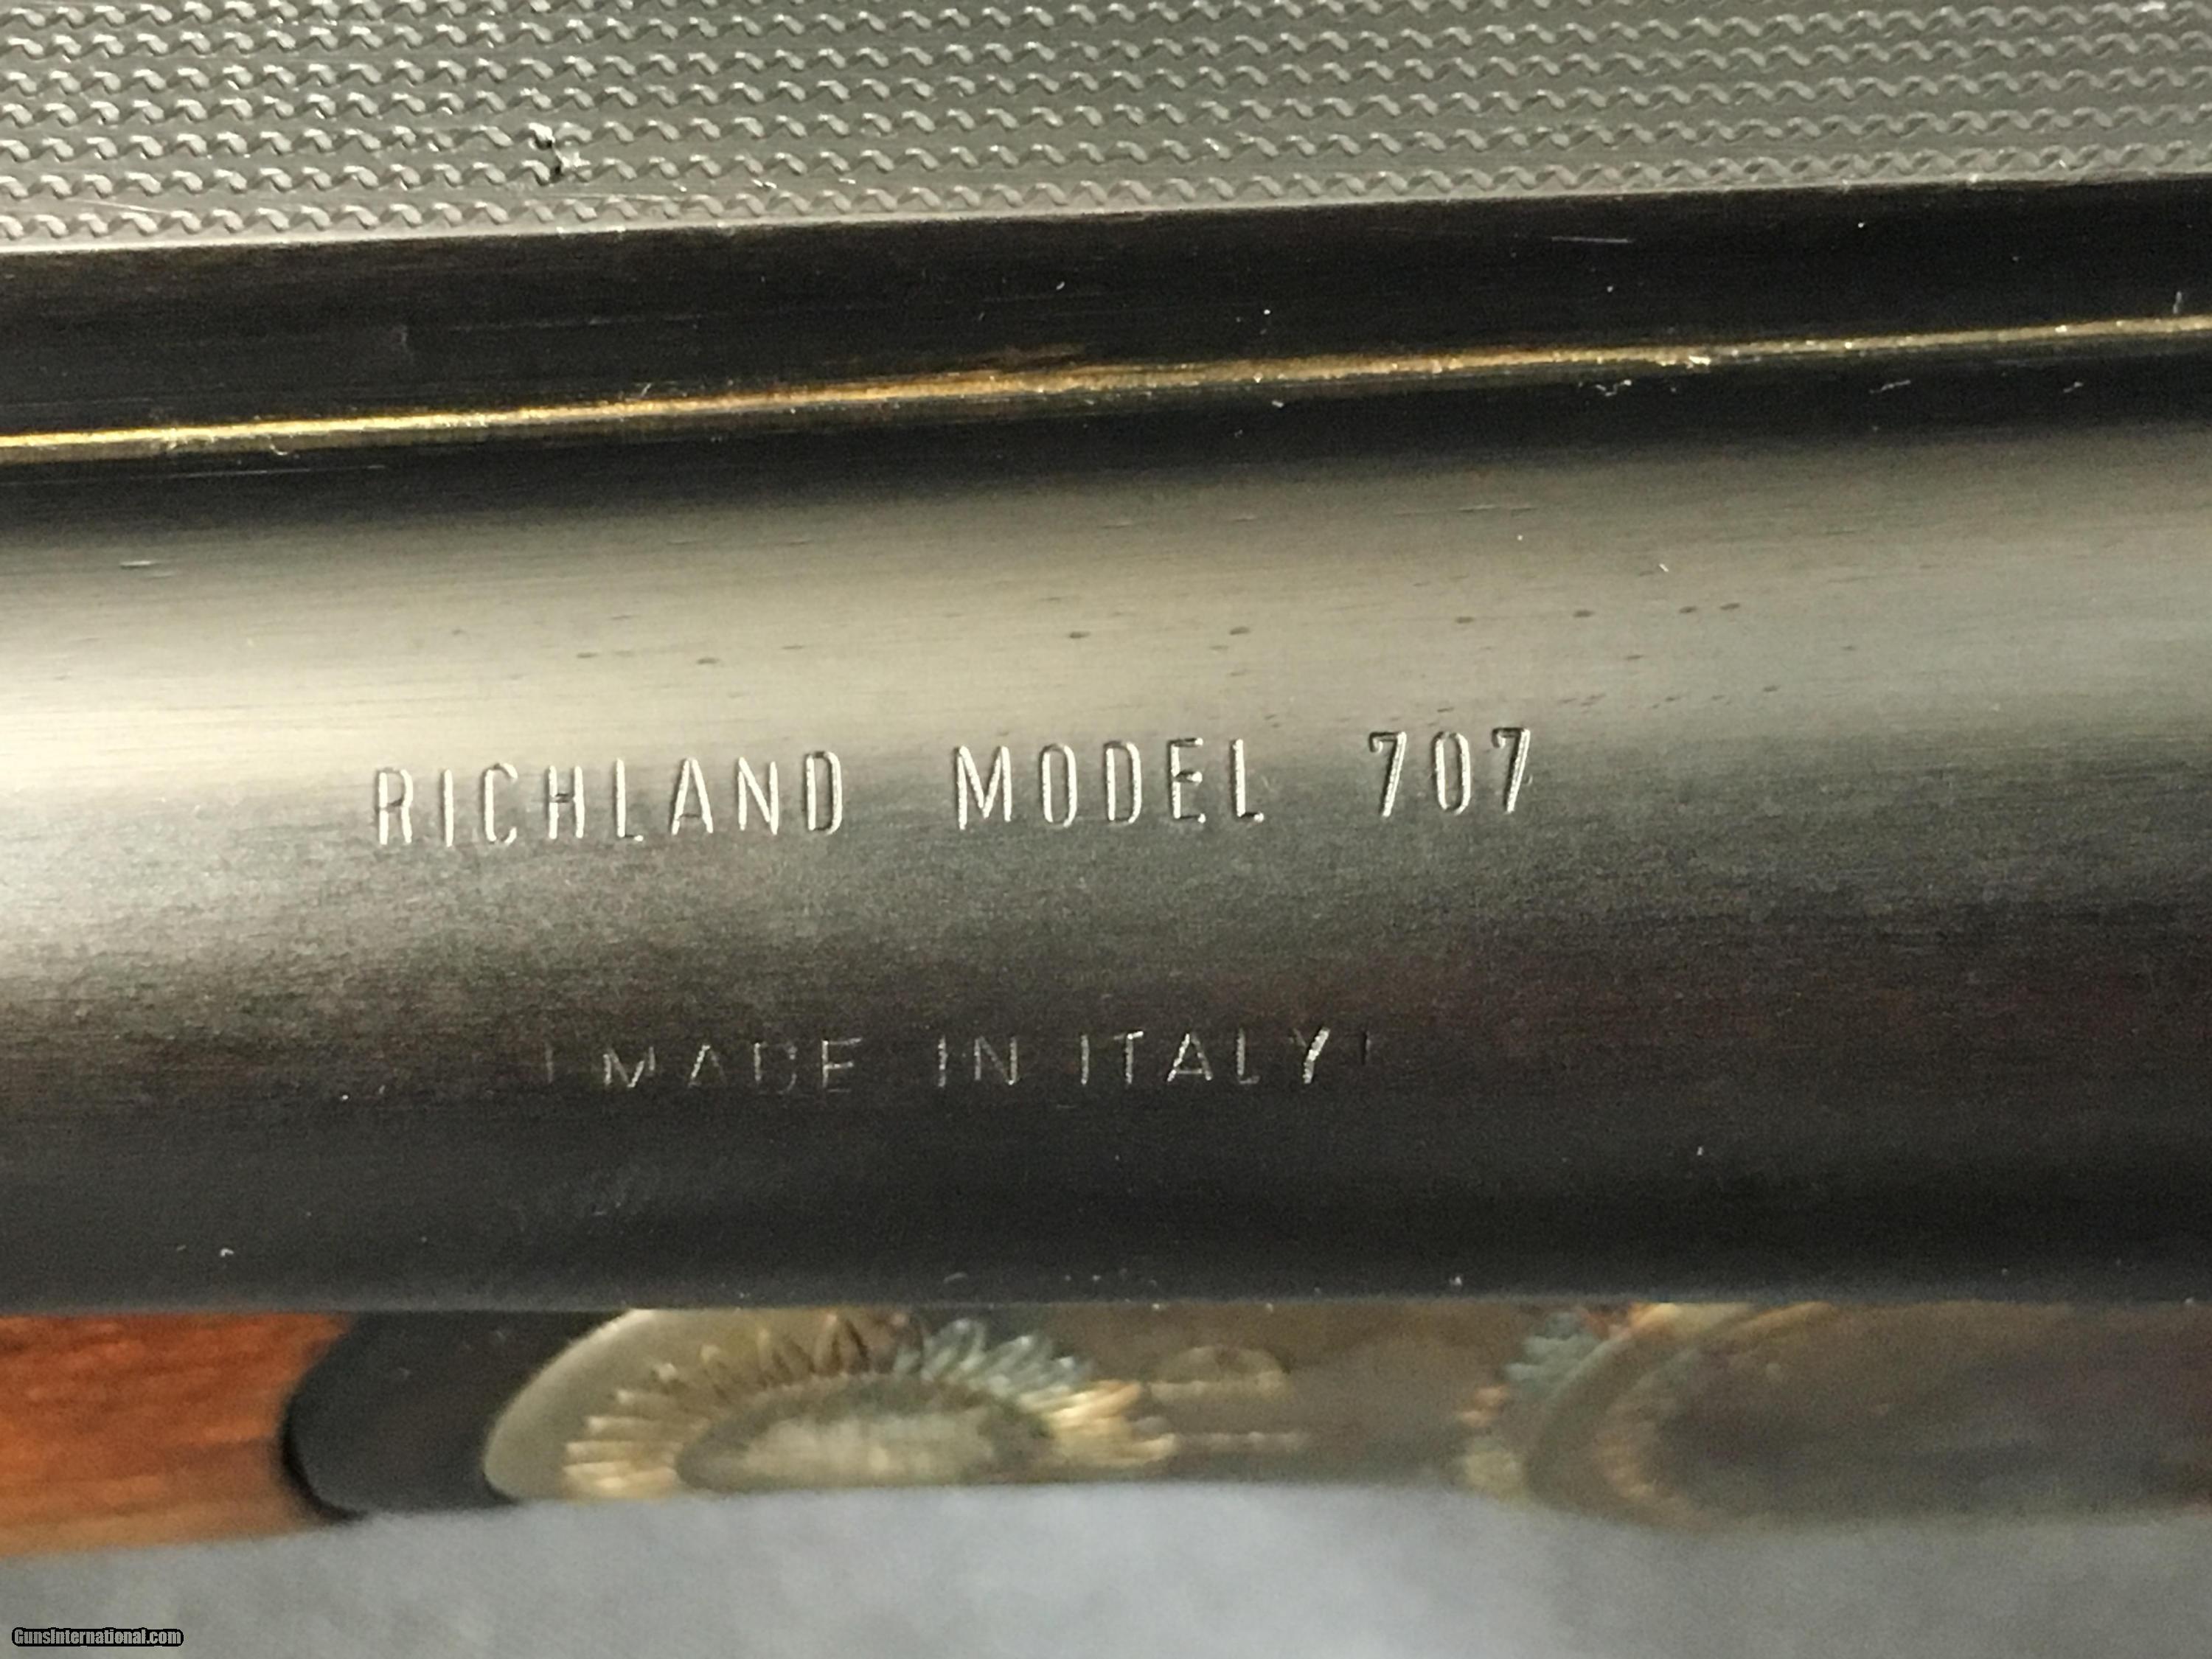 RICHLAND MODEL 707
MADE IN ITALY
GunsInternational.com